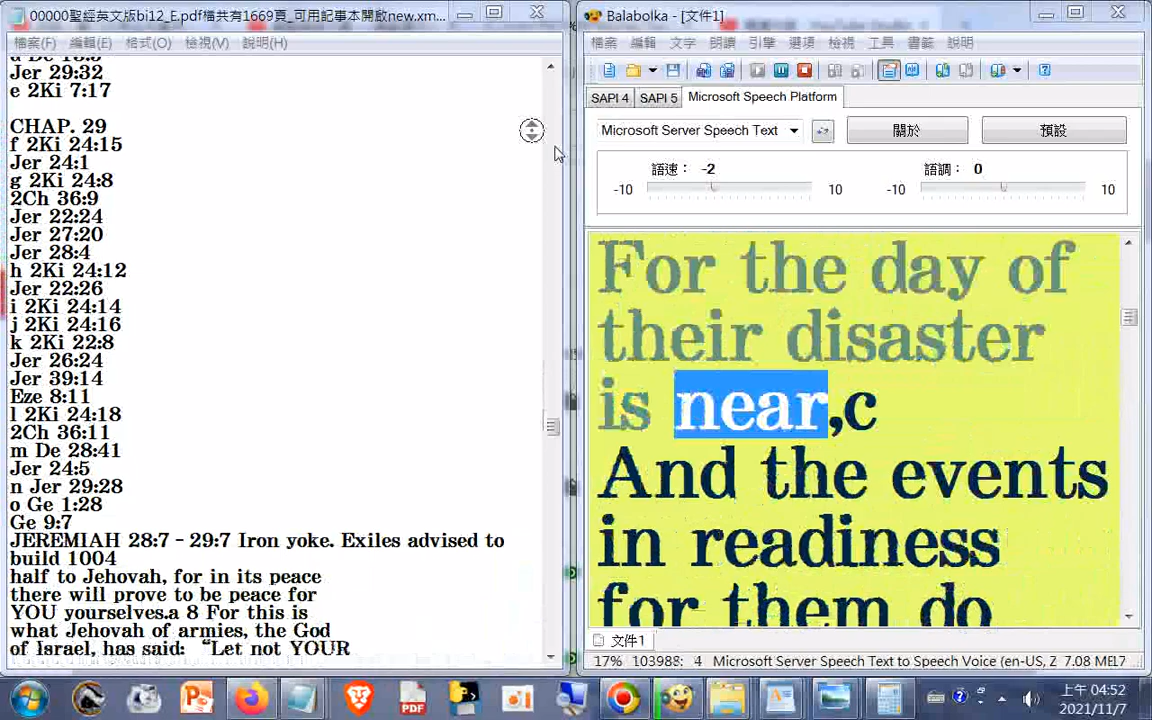 00000聖經英文版bi12_E.pdf檔共有1669頁_可用記事本開啟new.xm...
檔案(F) 編輯(E) 格式(O) 檢視(V) 說明(H)
Jer 29:32
e 2Ki 7:17
CHAP. 29
f 2Ki 24:15
Jer 24:1
g 2Ki 24:8
2Ch 36:9
Jer 22:24
Jer 27:20
Jer 28:4
h 2Ki 24:12
Jer 22:26
i 2Ki 24:14
j 2Ki 24:16
k 2Ki 22:8
Jer 26:24
Jer 39:14
Eze 8:11
l 2Ki 24:18
2Ch 36:11
m De 28:41
Jer 24:5
n Jer 29:28
o Ge 1:28
Ge 9:7
JEREMIAH 28:7 - 29:7 Iron yoke. Exiles advised to
build 1004
half to Jehovah, for in its peace
there will prove to be peace for
YOU yourselves.a 8 For this is
what Jehovah of armies, the God
of Israel, has said: “Let not YOUR
Balabolka - [文件1]
檔案 編輯 文字 朗讀 引擎 選項 檢視 工具 書籤 說明
SAPI 4 SAPI 5 Microsoft Speech Platform
Microsoft Server Speech Text 關於 預設
語速： -2 語調： 0
-10 10 -10 10
For the day of
their disaster
is near,c
And the events
in readiness
for them do
文件1
17% 103988: 4 Microsoft Server Speech Text to Speech Voice (en-US, Z 7.08 ME
上午 04:52
2021/11/7